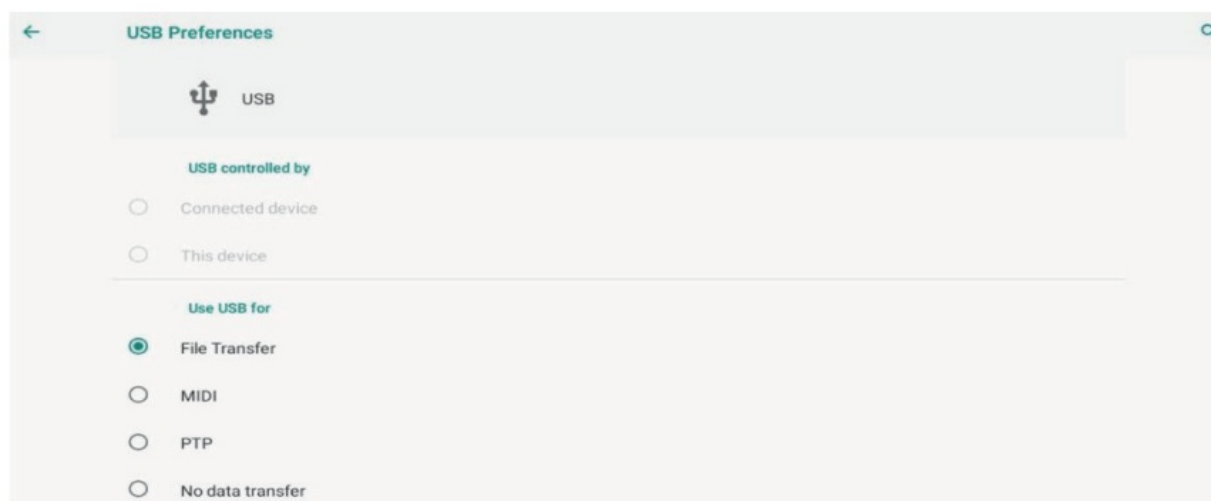 USB Preferences
USB
USB controlled by
Connected device
This device
Use USB for
File Transfer
MIDI
PTP
No data transfer